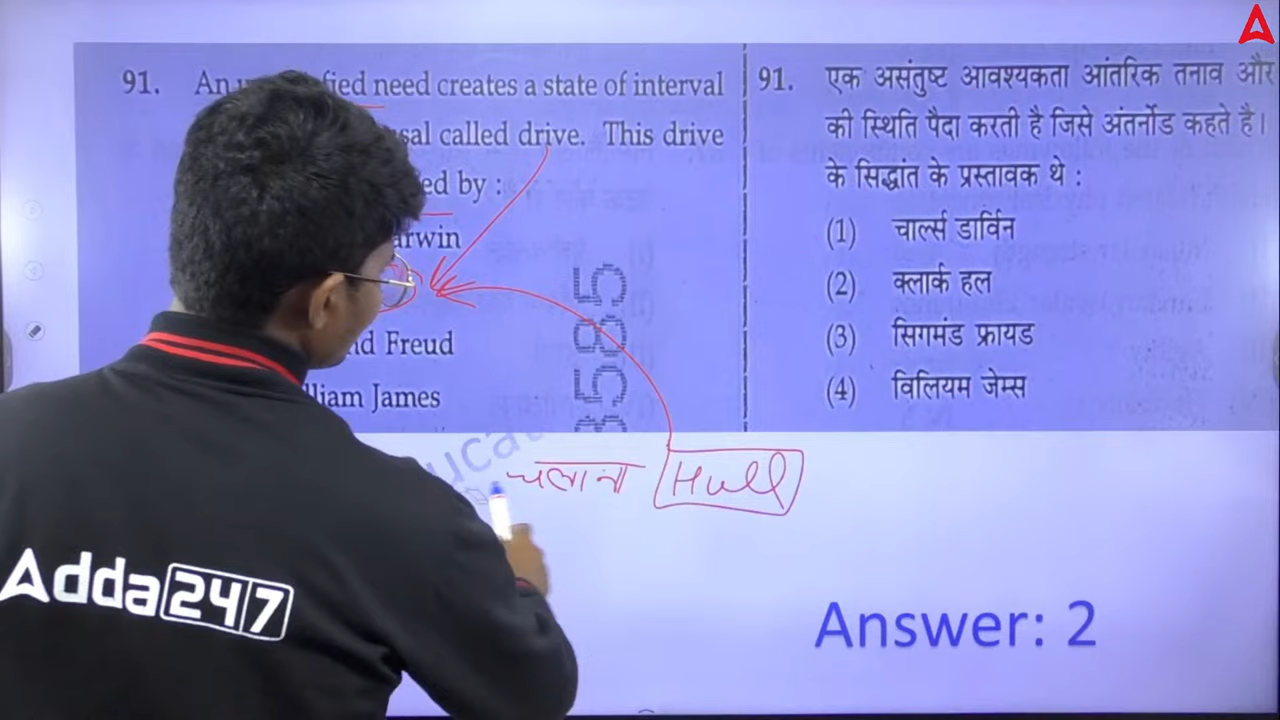 91. An fied need creates a state of interval
sal called drive. This drive
ed by :
arwin
nd Freud
lliam James
5858
91. एक असंतुष्ट आवश्यकता आंतरिक तनाव और
की स्थिति पैदा करती है जिसे अंतर्नोद कहते है।
के सिद्धांत के प्रस्तावक थे :
(1) चार्ल्स डार्विन
(2) क्लार्क हल
(3) सिगमंड फ्रायड
(4) विलियम जेम्स
चलाना Hull
Answer: 2
Adda247